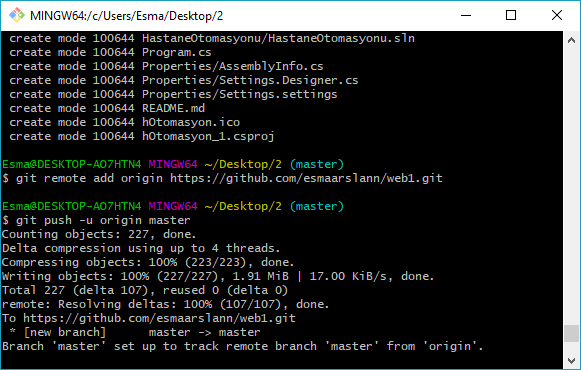 MINGW64:/c/Users/Esma/Desktop/2
create mode 100644 HastaneOtomasyonu/HastaneOtomasyonu.sln
create mode 100644 Program.cs
create mode 100644 Properties/AssemblyInfo.cs
create mode 100644 Properties/Settings.Designer.cs
create mode 100644 Properties/Settings.settings
create mode 100644 README.md
create mode 100644 hOtomasyon.ico
create mode 100644 hOtomasyon_1.csproj
Esma@DESKTOP-AO7HTN4 MINGW64 ~/Desktop/2 (master)
$ git remote add origin https://github.com/esmaarslann/web1.git
Esma@DESKTOP-AO7HTN4 MINGW64 ~/Desktop/2 (master)
$ git push -u origin master
Counting objects: 227, done.
Delta compression using up to 4 threads.
Compressing objects: 100% (223/223), done.
Writing objects: 100% (227/227), 1.91 MiB | 17.00 KiB/s, done.
Total 227 (delta 107), reused 0 (delta 0)
remote: Resolving deltas: 100% (107/107), done.
To https://github.com/esmaarslann/web1.git
* [new branch]      master -> master
Branch 'master' set up to track remote branch 'master' from 'origin'.